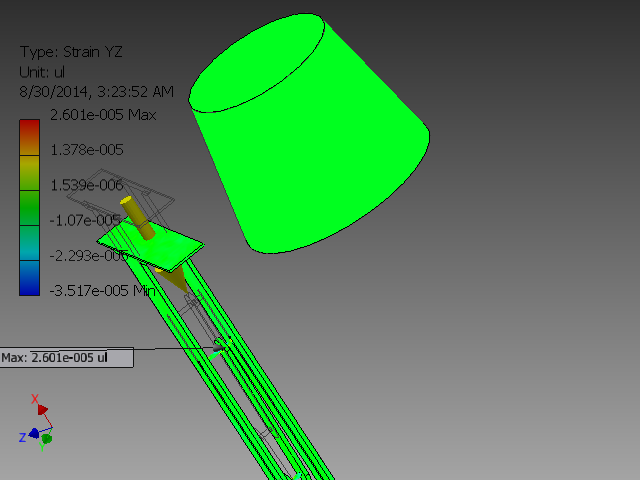 Type: Strain YZ
Unit: ul
8/30/2014, 3:23:52 AM
2.601e-005 Max
1.378e-005
1.539e-006
-1.07e-005
-2.293e-005
-3.517e-005 Min
Max: 2.601e-005 ul
X
Z
Y